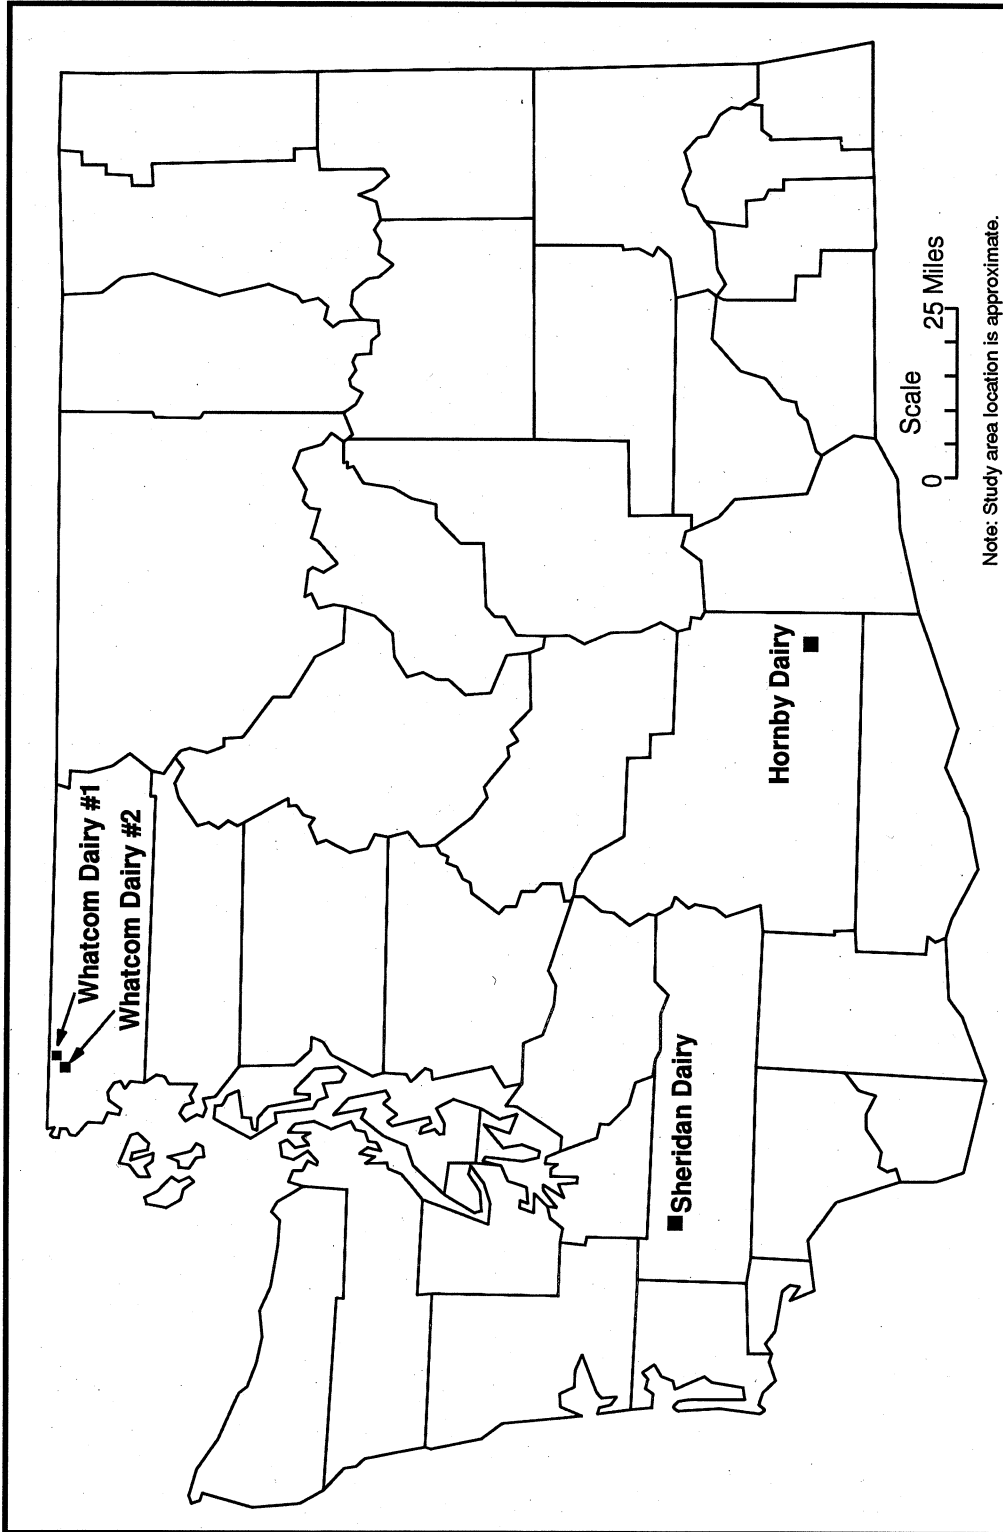 Whatcom Dairy #1
Whatcom Dairy #2
Sheridan Dairy
Hornby Dairy
Scale
0 25 Miles
Note: Study area location is approximate.